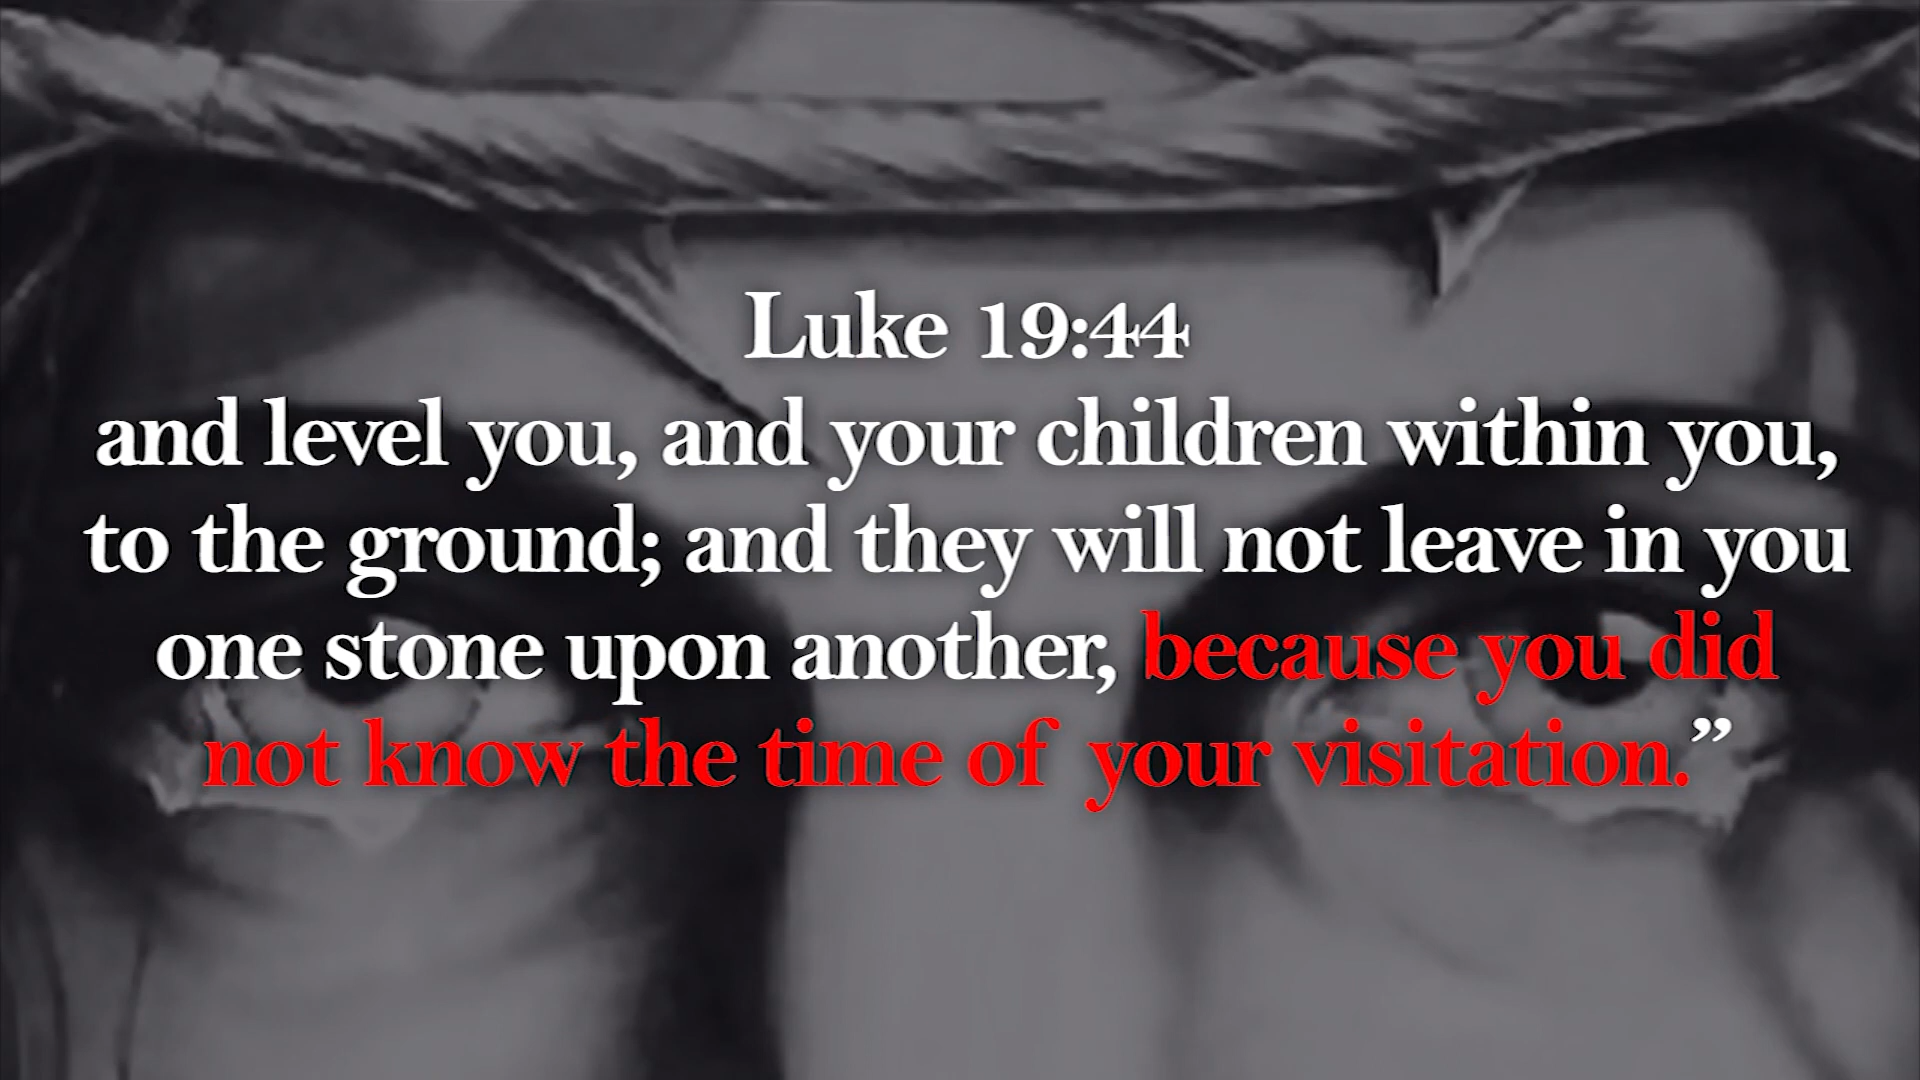 Luke 19:44
and level you, and your children within you,
to the ground; and they will not leave in you
one stone upon another, because you did
not know the time of your visitation.”